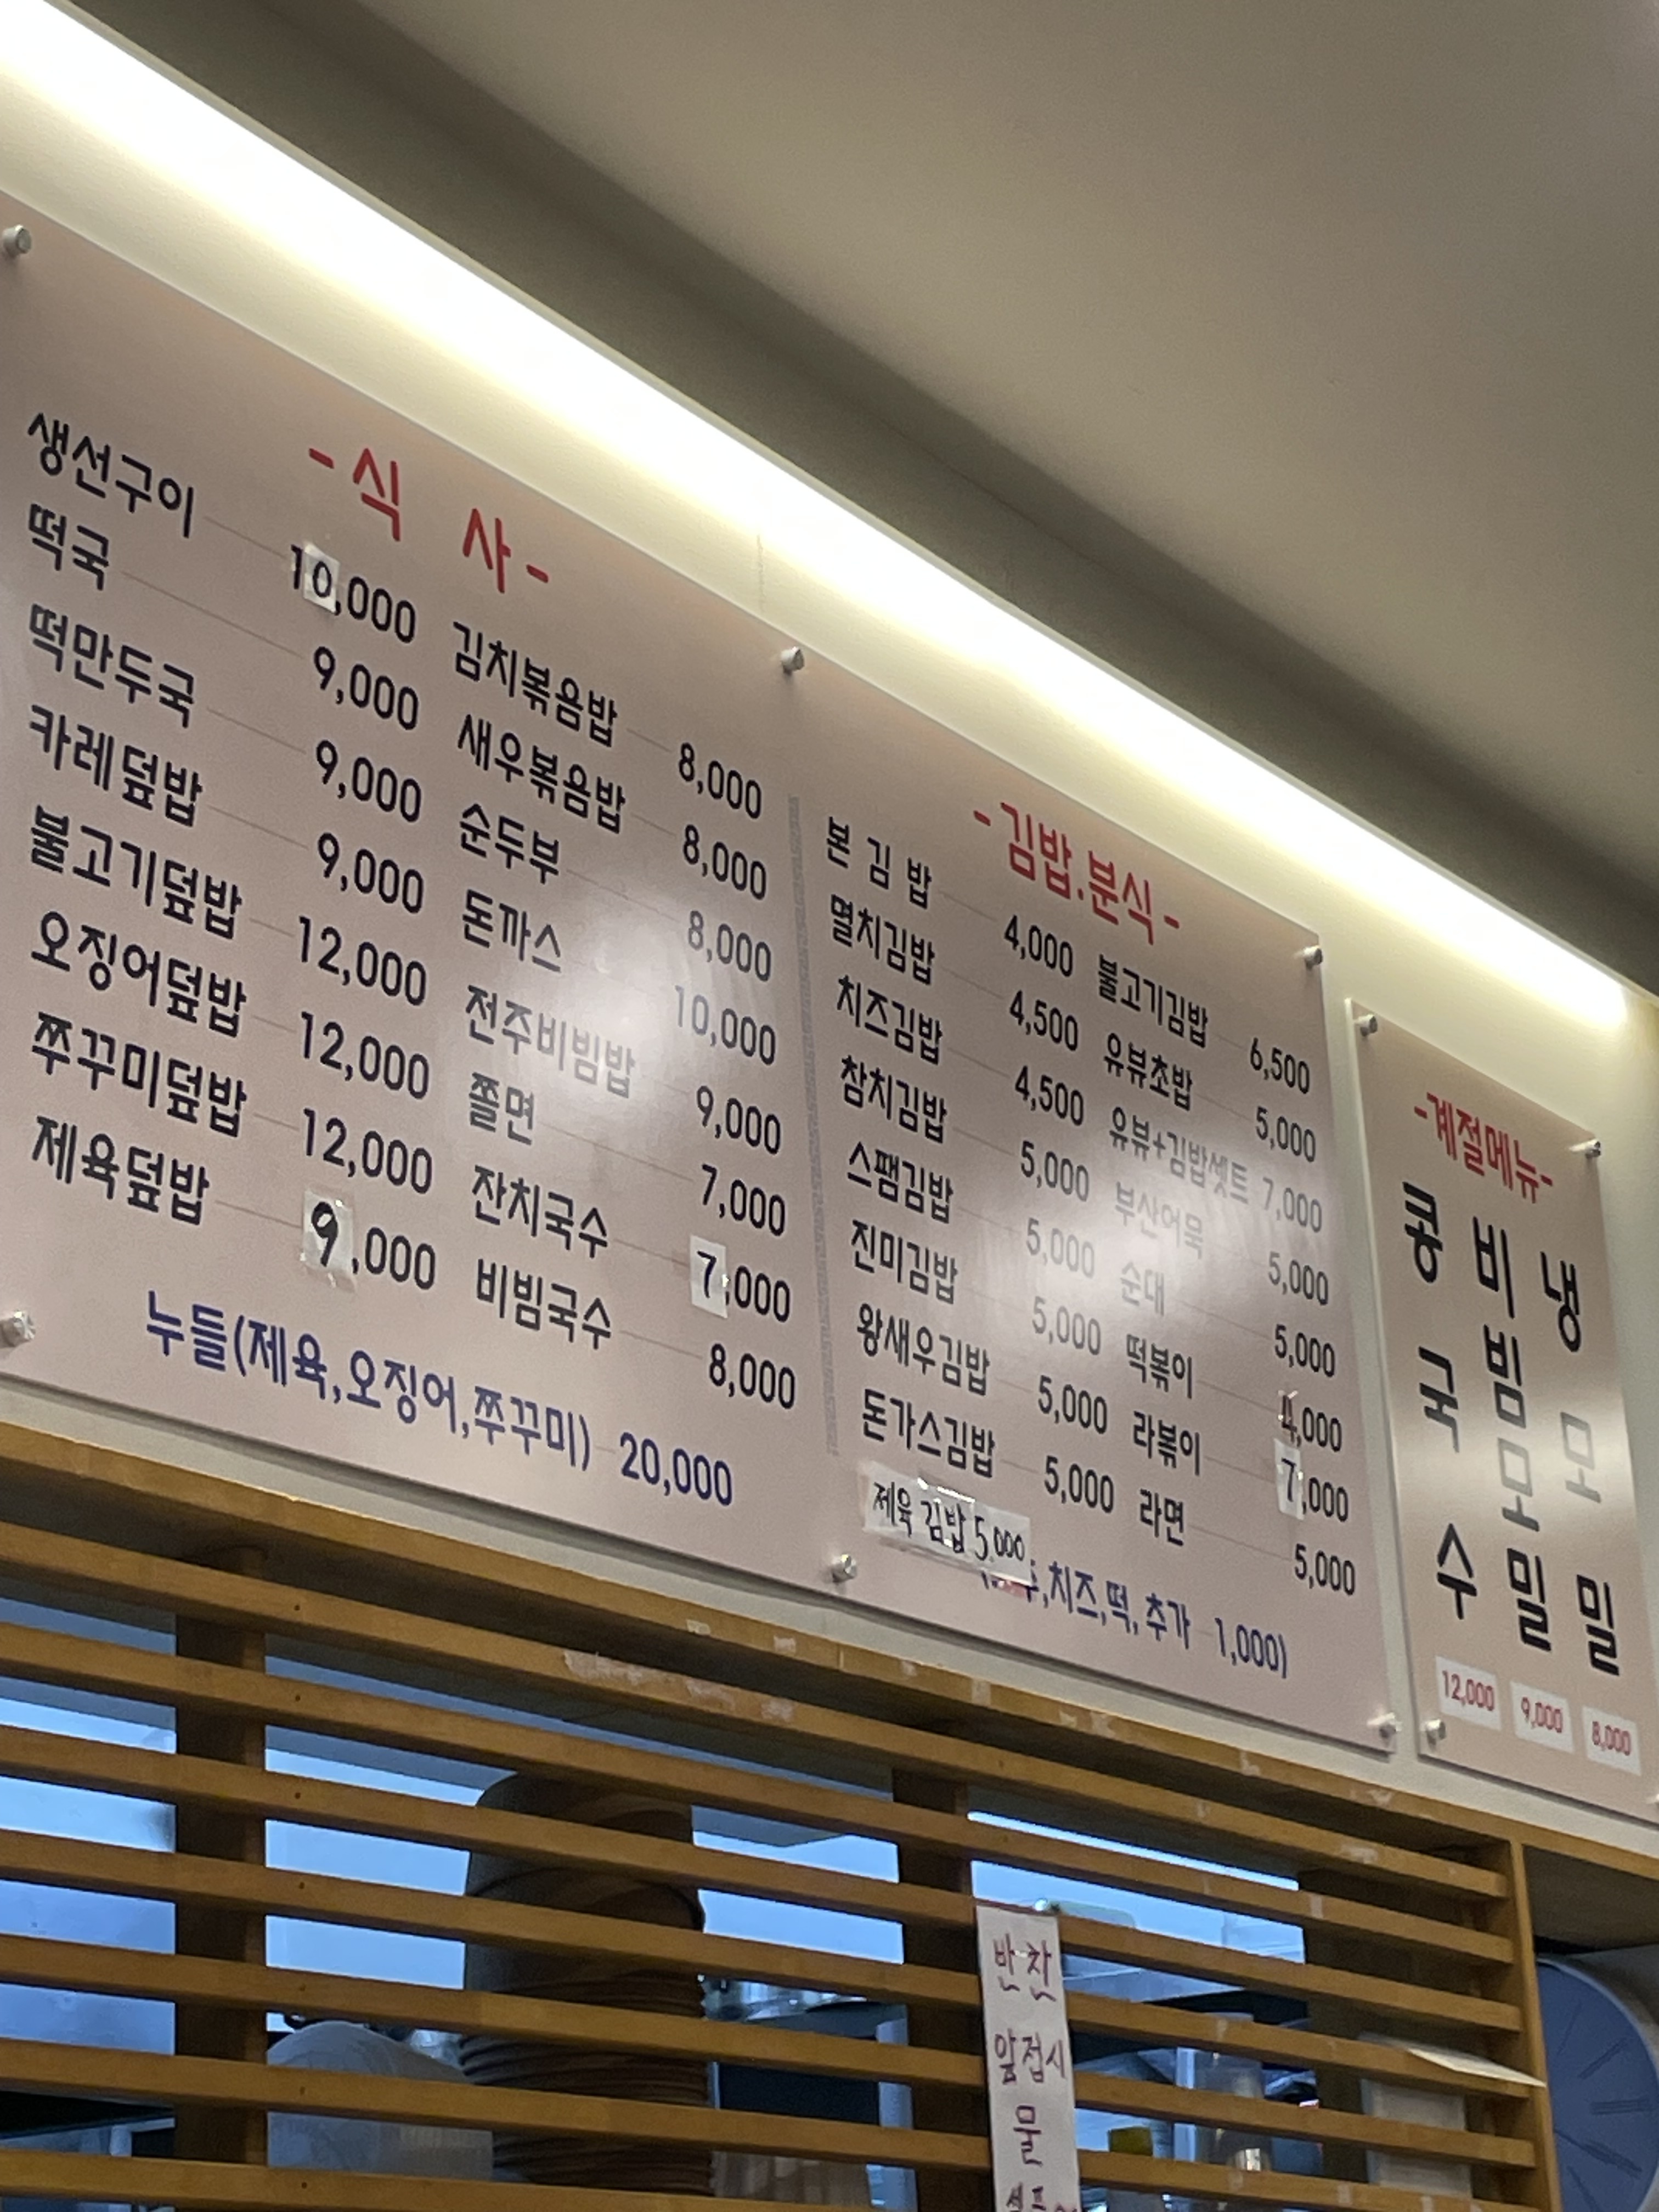 -식 사-
생선구이 10,000
떡국 9,000
떡만두국 9,000
카레덮밥 9,000
불고기덮밥 12,000
오징어덮밥 12,000
쭈꾸미덮밥 12,000
제육덮밥 9,000
김치볶음밥 8,000
새우볶음밥 8,000
순두부 8,000
돈까스 10,000
전주비빔밥 9,000
쫄면 7,000
잔치국수 7,000
비빔국수 8,000
누들(제육,오징어,쭈꾸미) 20,000
-김밥.분식-
본 김 밥 4,000
멸치김밥 4,500
치즈김밥 4,500
참치김밥 5,000
스팸김밥 5,000
진미김밥 5,000
왕새우김밥 5,000
돈가스김밥 5,000
제육 김밥 5,000
불고기김밥 6,500
유뷰초밥 5,000
유뷰+김밥셋트 7,000
부산어묵 5,000
순대 5,000
떡볶이 4,000
라볶이 7,000
라면 5,000
,치즈,떡,추가 1,000)
-계절메뉴-
콩국수 12,000
비빔모밀 9,000
냉모밀 8,000
반찬
앞접시
물